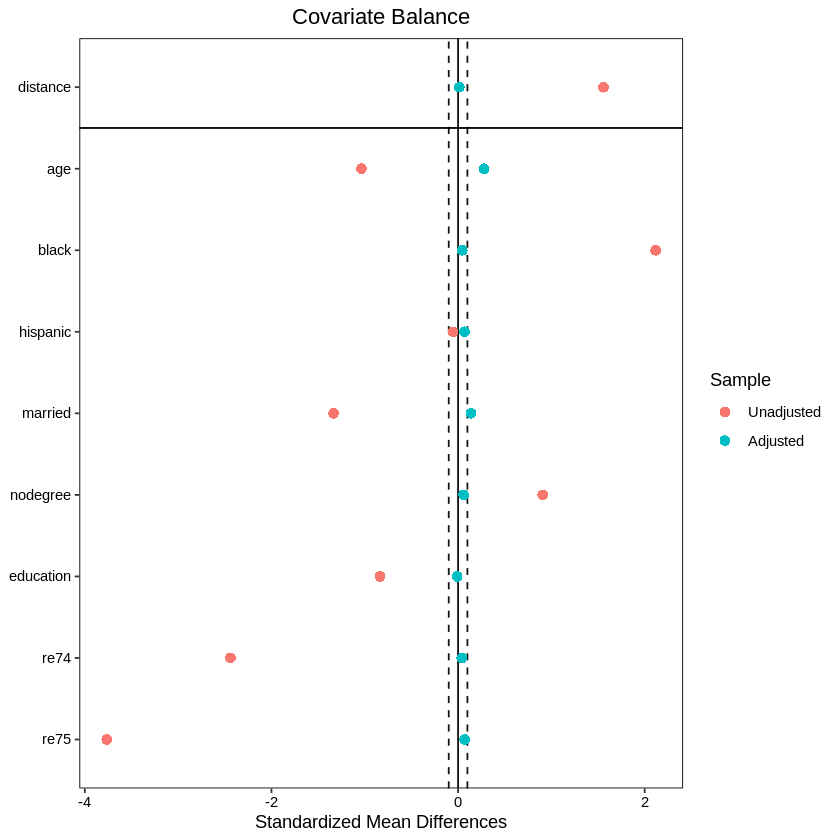 Covariate Balance
distance
age
black
hispanic
married
nodegree
education
re74
re75
-4
-2
0
2
Standardized Mean Differences
Sample
Unadjusted
Adjusted